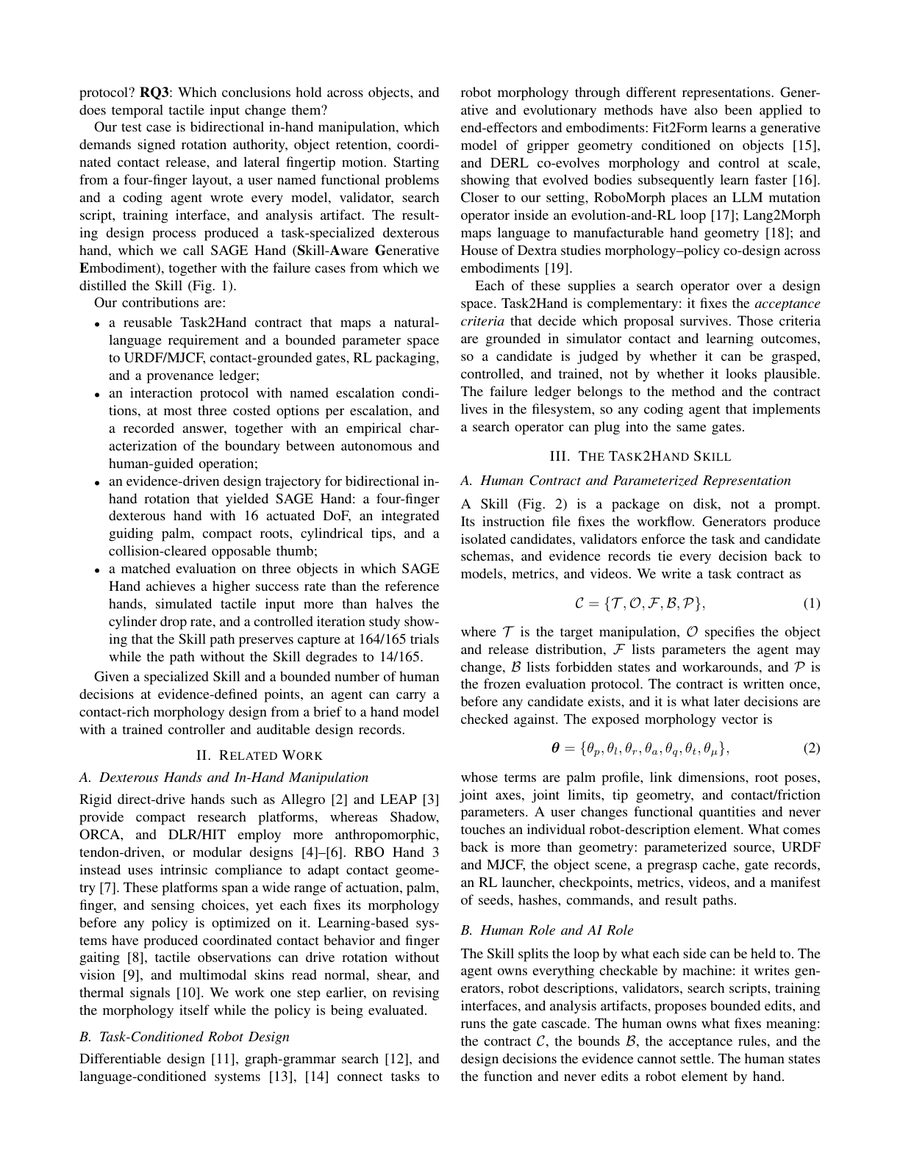 protocol? RQ3: Which conclusions hold across objects, and
does temporal tactile input change them?
Our test case is bidirectional in-hand manipulation, which
demands signed rotation authority, object retention, coordi-
nated contact release, and lateral fingertip motion. Starting
from a four-finger layout, a user named functional problems
and a coding agent wrote every model, validator, search
script, training interface, and analysis artifact. The result-
ing design process produced a task-specialized dexterous
hand, which we call SAGE Hand (Skill-Aware Generative
Embodiment), together with the failure cases from which we
distilled the Skill (Fig. 1).
Our contributions are:
• a reusable Task2Hand contract that maps a natural-
language requirement and a bounded parameter space
to URDF/MJCF, contact-grounded gates, RL packaging,
and a provenance ledger;
• an interaction protocol with named escalation condi-
tions, at most three costed options per escalation, and
a recorded answer, together with an empirical char-
acterization of the boundary between autonomous and
human-guided operation;
• an evidence-driven design trajectory for bidirectional in-
hand rotation that yielded SAGE Hand: a four-finger
dexterous hand with 16 actuated DoF, an integrated
guiding palm, compact roots, cylindrical tips, and a
collision-cleared opposable thumb;
• a matched evaluation on three objects in which SAGE
Hand achieves a higher success rate than the reference
hands, simulated tactile input more than halves the
cylinder drop rate, and a controlled iteration study show-
ing that the Skill path preserves capture at 164/165 trials
while the path without the Skill degrades to 14/165.
Given a specialized Skill and a bounded number of human
decisions at evidence-defined points, an agent can carry a
contact-rich morphology design from a brief to a hand model
with a trained controller and auditable design records.
II. RELATED WORK
A. Dexterous Hands and In-Hand Manipulation
Rigid direct-drive hands such as Allegro [2] and LEAP [3]
provide compact research platforms, whereas Shadow,
ORCA, and DLR/HIT employ more anthropomorphic,
tendon-driven, or modular designs [4]–[6]. RBO Hand 3
instead uses intrinsic compliance to adapt contact geome-
try [7]. These platforms span a wide range of actuation, palm,
finger, and sensing choices, yet each fixes its morphology
before any policy is optimized on it. Learning-based sys-
tems have produced coordinated contact behavior and finger
gaiting [8], tactile observations can drive rotation without
vision [9], and multimodal skins read normal, shear, and
thermal signals [10]. We work one step earlier, on revising
the morphology itself while the policy is being evaluated.
B. Task-Conditioned Robot Design
Differentiable design [11], graph-grammar search [12], and
language-conditioned systems [13], [14] connect tasks to
robot morphology through different representations. Gener-
ative and evolutionary methods have also been applied to
end-effectors and embodiments: Fit2Form learns a generative
model of gripper geometry conditioned on objects [15],
and DERL co-evolves morphology and control at scale,
showing that evolved bodies subsequently learn faster [16].
Closer to our setting, RoboMorph places an LLM mutation
operator inside an evolution-and-RL loop [17]; Lang2Morph
maps language to manufacturable hand geometry [18]; and
House of Dextra studies morphology–policy co-design across
embodiments [19].
Each of these supplies a search operator over a design
space. Task2Hand is complementary: it fixes the acceptance
criteria that decide which proposal survives. Those criteria
are grounded in simulator contact and learning outcomes,
so a candidate is judged by whether it can be grasped,
controlled, and trained, not by whether it looks plausible.
The failure ledger belongs to the method and the contract
lives in the filesystem, so any coding agent that implements
a search operator can plug into the same gates.
III. THE TASK2HAND SKILL
A. Human Contract and Parameterized Representation
A Skill (Fig. 2) is a package on disk, not a prompt.
Its instruction file fixes the workflow. Generators produce
isolated candidates, validators enforce the task and candidate
schemas, and evidence records tie every decision back to
models, metrics, and videos. We write a task contract as
C = {T, O, F, B, P}, (1)
where T is the target manipulation, O specifies the object
and release distribution, F lists parameters the agent may
change, B lists forbidden states and workarounds, and P is
the frozen evaluation protocol. The contract is written once,
before any candidate exists, and it is what later decisions are
checked against. The exposed morphology vector is
θ = {θp, θl, θr, θa, θq, θt, θμ}, (2)
whose terms are palm profile, link dimensions, root poses,
joint axes, joint limits, tip geometry, and contact/friction
parameters. A user changes functional quantities and never
touches an individual robot-description element. What comes
back is more than geometry: parameterized source, URDF
and MJCF, the object scene, a pregrasp cache, gate records,
an RL launcher, checkpoints, metrics, videos, and a manifest
of seeds, hashes, commands, and result paths.
B. Human Role and AI Role
The Skill splits the loop by what each side can be held to. The
agent owns everything checkable by machine: it writes gen-
erators, robot descriptions, validators, search scripts, training
interfaces, and analysis artifacts, proposes bounded edits, and
runs the gate cascade. The human owns what fixes meaning:
the contract C, the bounds B, the acceptance rules, and the
design decisions the evidence cannot settle. The human states
the function and never edits a robot element by hand.